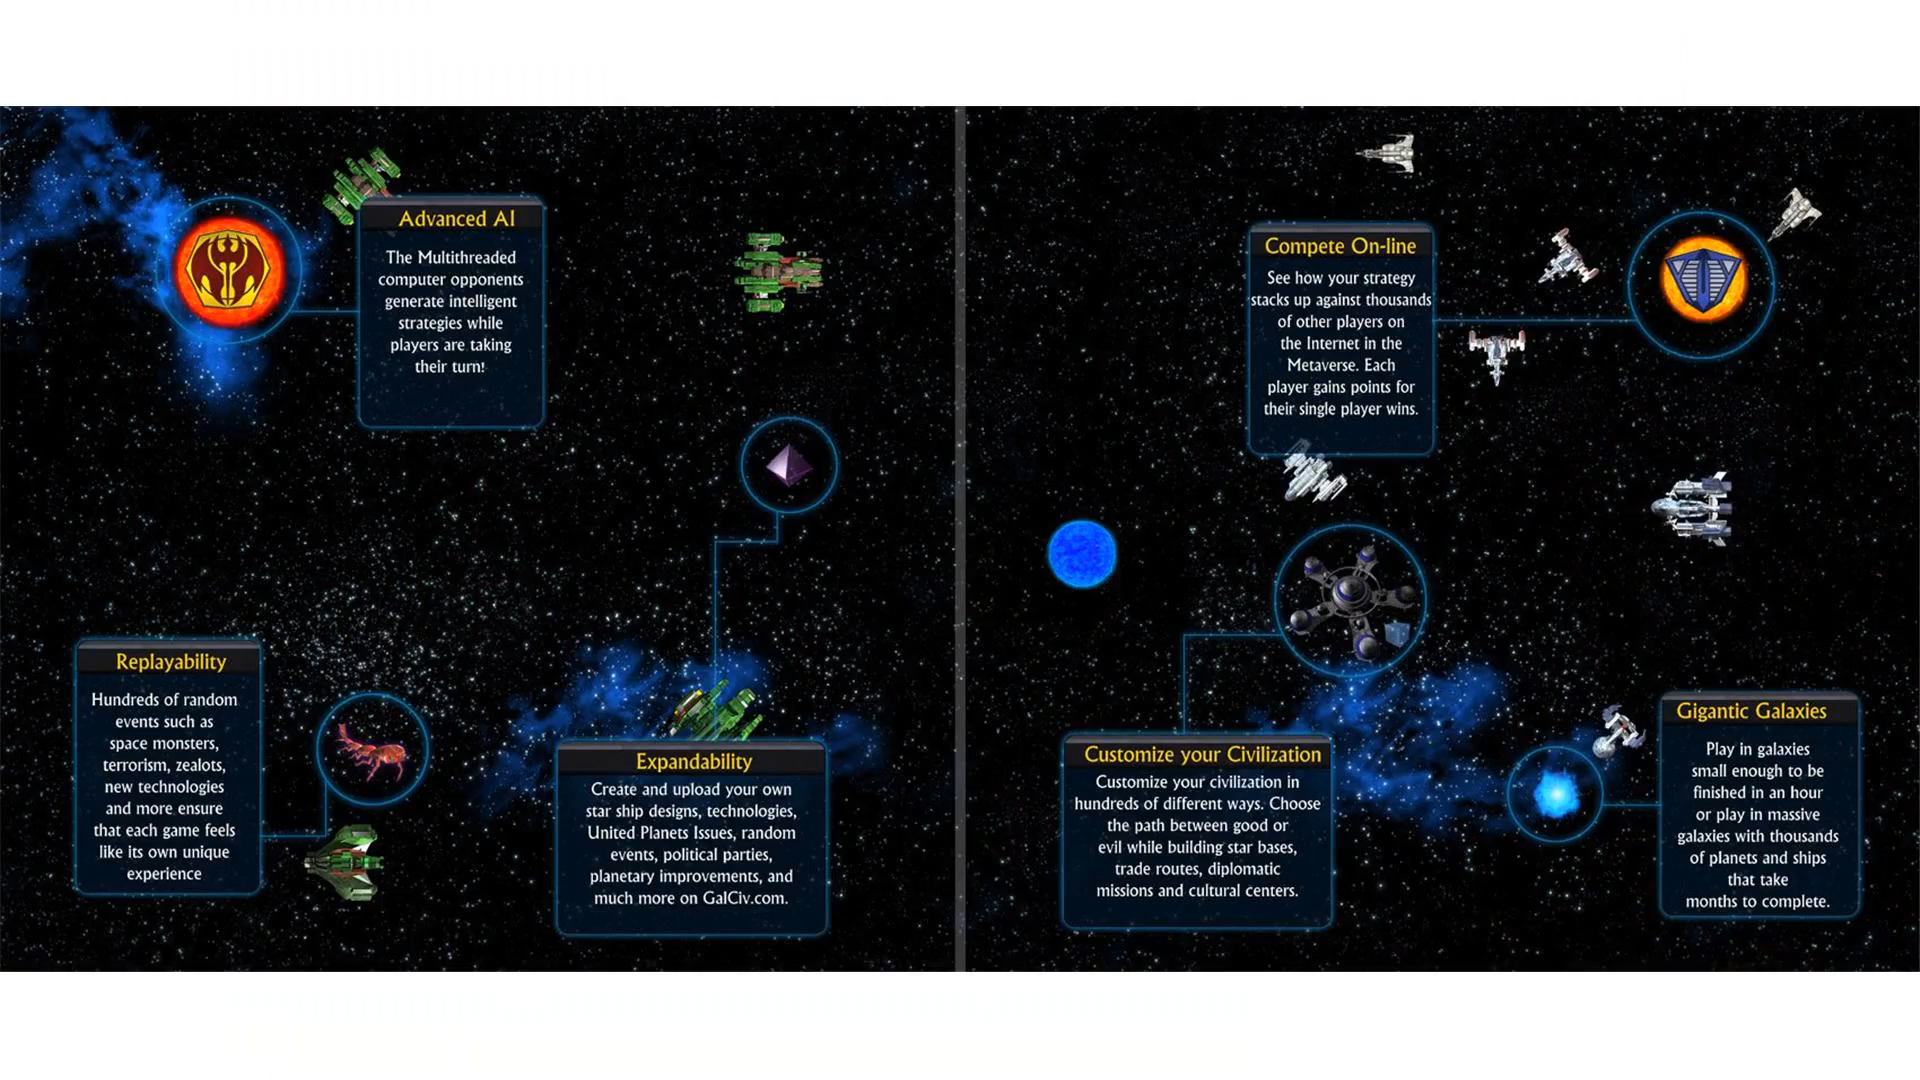 Advanced AI
The Multithreaded
computer opponents
generate intelligent
strategies while
players are taking
their turn!
Replayability
Hundreds of random
events such as
space monsters,
terrorism, zealots,
new technologies
and more ensure
that each game feels
like its own unique
experience
Expandability
Create and upload your own
star ship designs, technologies,
United Planets Issues, random
events, political parties,
planetary improvements, and
much more on GalCiv.com.
Compete On-line
See how your strategy
stacks up against thousands
of other players on
the Internet in the
Metaverse. Each
player gains points for
their single player wins.
Customize your Civilization
Customize your civilization in
hundreds of different ways. Choose
the path between good or
evil while building star bases,
trade routes, diplomatic
missions and cultural centers.
Gigantic Galaxies
Play in galaxies
small enough to be
finished in an hour
or play in massive
galaxies with thousands
of planets and ships
that take
months to complete.